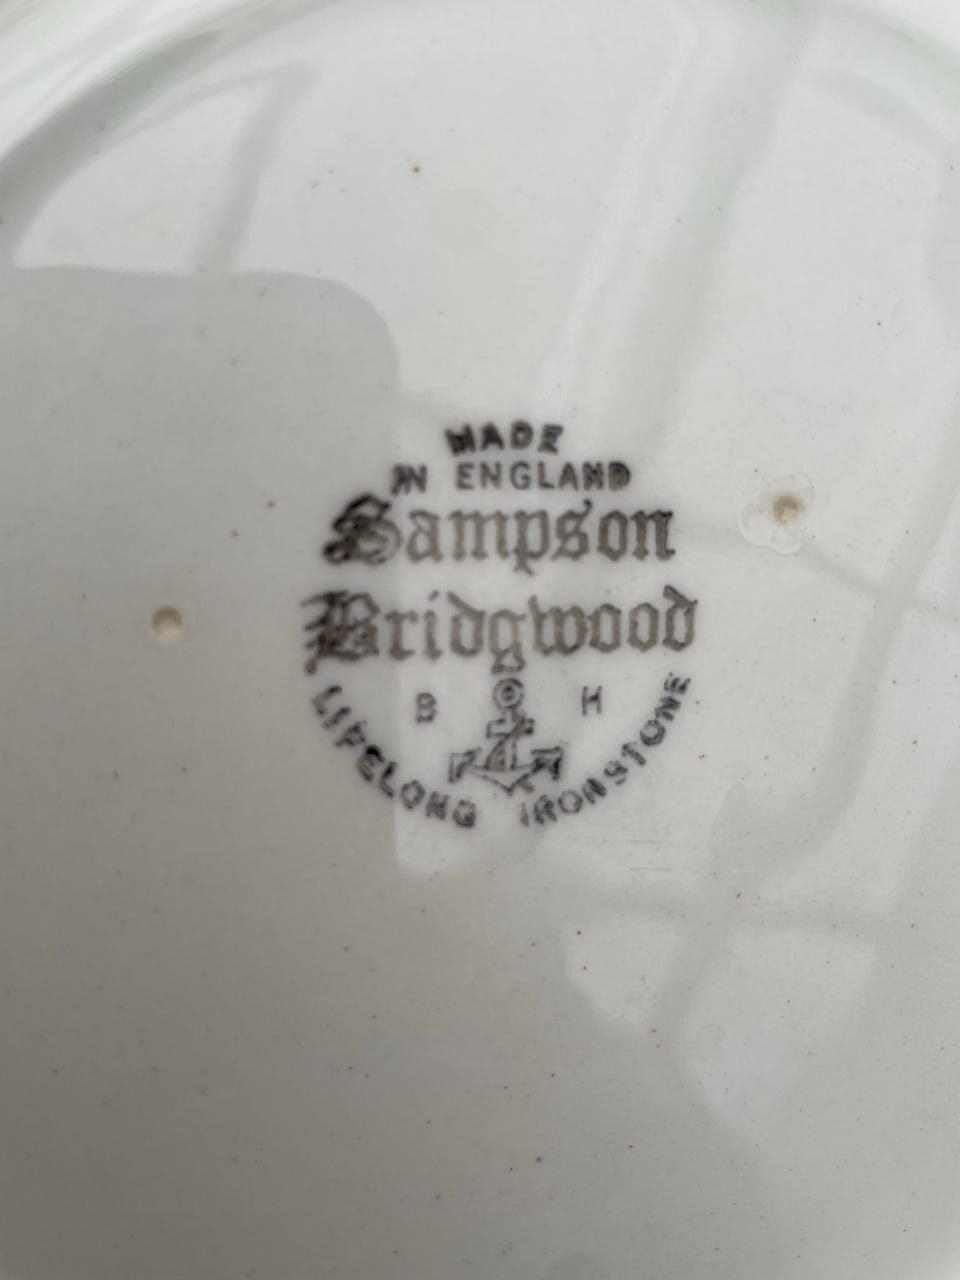 MADE
IN ENGLAND
Sampson
Bridgwood
B H
LIFELONG IRONSTONE